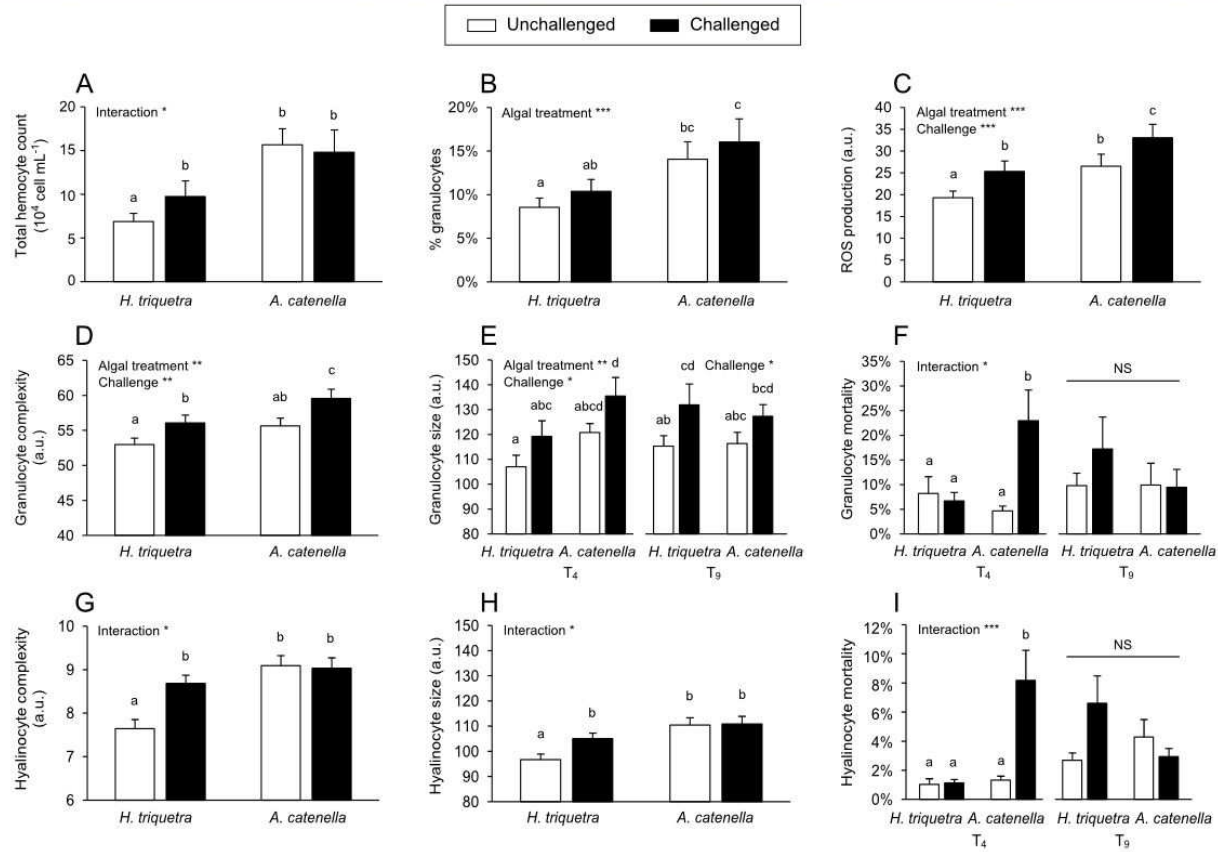 Unchallenged Challenged
A
Interaction *
Total hemocyte count
(10⁴ cell mL⁻¹)
20
15
10
5
0
a
b
b
b
H. triquetra A. catenella
B
Algal treatment ***
% granulocytes
20%
15%
10%
5%
0%
a
ab
bc
c
H. triquetra A. catenella
C
Algal treatment ***
Challenge ***
ROS production (a.u.)
40
35
30
25
20
15
10
5
0
a
b
b
c
H. triquetra A. catenella
D
Algal treatment **
Challenge **
Granulocyte complexity
(a.u.)
65
60
55
50
45
40
a
b
ab
c
H. triquetra A. catenella
E
Algal treatment **
Challenge *
Challenge *
Granulocyte size (a.u.)
150
140
130
120
110
100
90
80
a
abc
abcd
d
ab
cd
abc
bcd
H. triquetra A. catenella H. triquetra A. catenella
T₄ T₉
F
Interaction *
NS
Granulocyte mortality
35%
30%
25%
20%
15%
10%
5%
0%
a
a
a
b
H. triquetra A. catenella H. triquetra A. catenella
T₄ T₉
G
Interaction *
Hyalinocyte complexity
(a.u.)
10
9
8
7
6
a
b
b
b
H. triquetra A. catenella
H
Interaction *
Hyalinocyte size (a.u.)
150
140
130
120
110
100
90
80
a
b
b
b
H. triquetra A. catenella
I
Interaction ***
NS
Hyalinocyte mortality
12%
10%
8%
6%
4%
2%
0%
a
a
a
b
H. triquetra A. catenella H. triquetra A. catenella
T₄ T₉